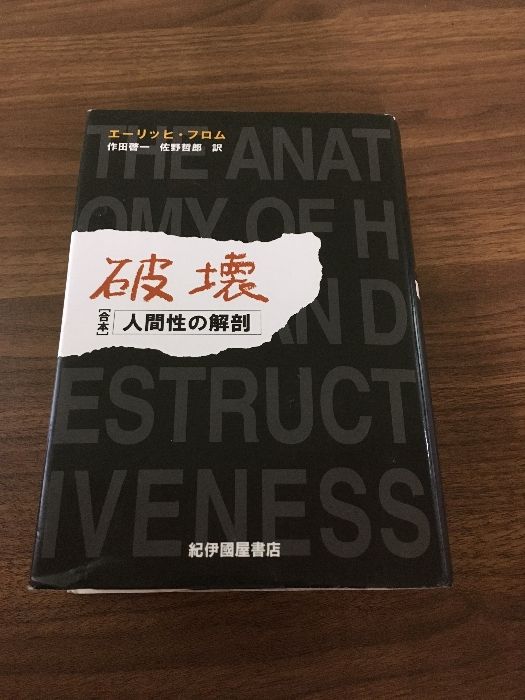 エーリッヒ・フロム
作田啓一 佐野哲郎 訳
THE ANAT
OMY OF H
破壊
[合本] 人間性の解剖
AN D
ESTRUCT
IVENESS
紀伊國屋書店